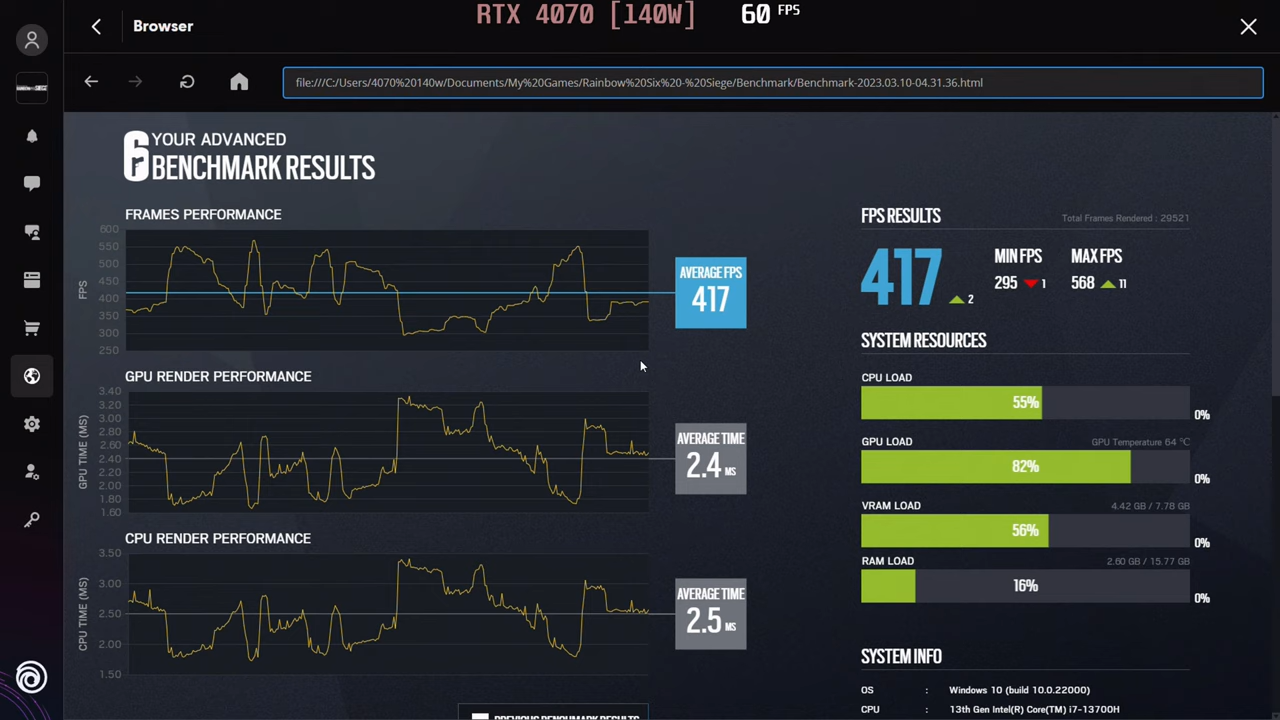 RTX 4070 [140W] 60 FPS
Browser
file:///C:/Users/4070%20140w/Documents/My%20Games/Rainbow%20Six%20-%20Siege/Benchmark/Benchmark-2023.03.10-04.31.36.html
YOUR ADVANCED
BENCHMARK RESULTS
FRAMES PERFORMANCE
600
550
500
450
400
350
300
250
FPS
AVERAGE FPS
417
GPU RENDER PERFORMANCE
3.40
3.20
3.00
2.80
2.60
2.40
2.20
2.00
1.80
1.60
GPU TIME (MS)
AVERAGE TIME
2.4 MS
CPU RENDER PERFORMANCE
3.50
3.00
2.50
2.00
1.50
CPU TIME (MS)
AVERAGE TIME
2.5 MS
PREVIOUS BENCHMARK RESULTS
FPS RESULTS
Total Frames Rendered : 29521
417 2
MIN FPS
295 1
MAX FPS
568 11
SYSTEM RESOURCES
CPU LOAD
55%
0%
GPU LOAD
GPU Temperature 64 °C
82%
0%
VRAM LOAD
4.42 GB / 7.78 GB
56%
0%
RAM LOAD
2.60 GB / 15.77 GB
16%
0%
SYSTEM INFO
OS : Windows 10 (build 10.0.22000)
CPU : 13th Gen Intel(R) Core(TM) i7-13700H